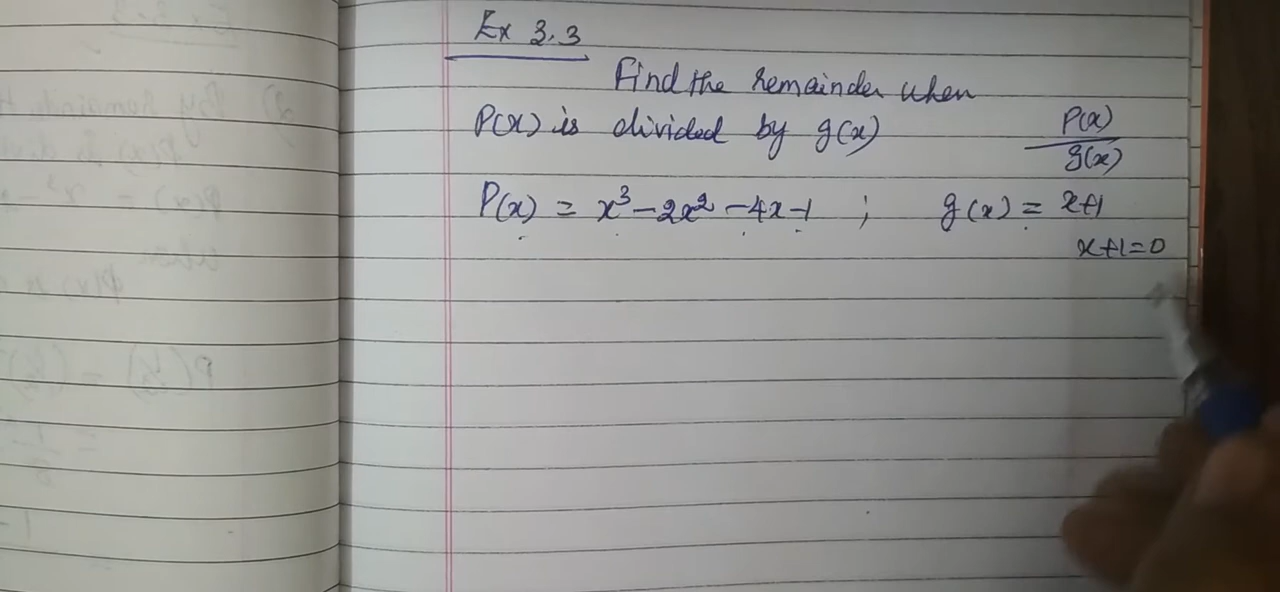 Ex 3.3
Find the remainder when
P(x) is divided by g(x)
P(x)
g(x)
P(x) = x³-2x²-4x-1 ; g(x) = x+1
x+1=0